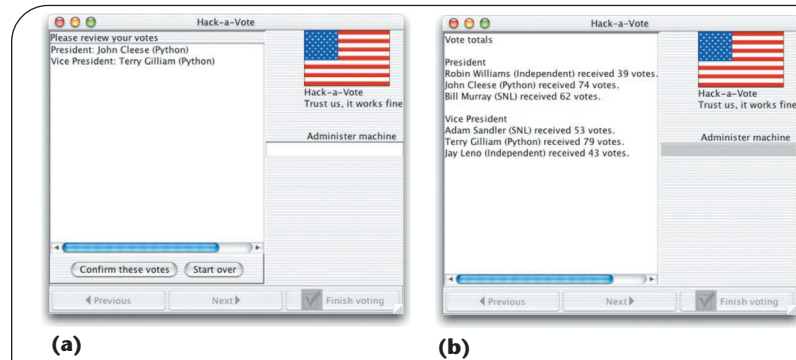 Hack-a-Vote
Please review your votes
President: John Cleese (Python)
Vice President: Terry Gilliam (Python)
Hack-a-Vote
Trust us, it works fine
Administer machine
Confirm these votes
Start over
Previous
Next
Finish voting
(a)
Hack-a-Vote
Vote totals
President
Robin Williams (Independent) received 39 votes.
John Cleese (Python) received 74 votes.
Bill Murray (SNL) received 62 votes.
Vice President
Adam Sandler (SNL) received 53 votes.
Terry Gilliam (Python) received 79 votes.
Jay Leno (Independent) received 43 votes.
Hack-a-Vote
Trust us, it works fine
Administer machine
Previous
Next
Finish voting
(b)